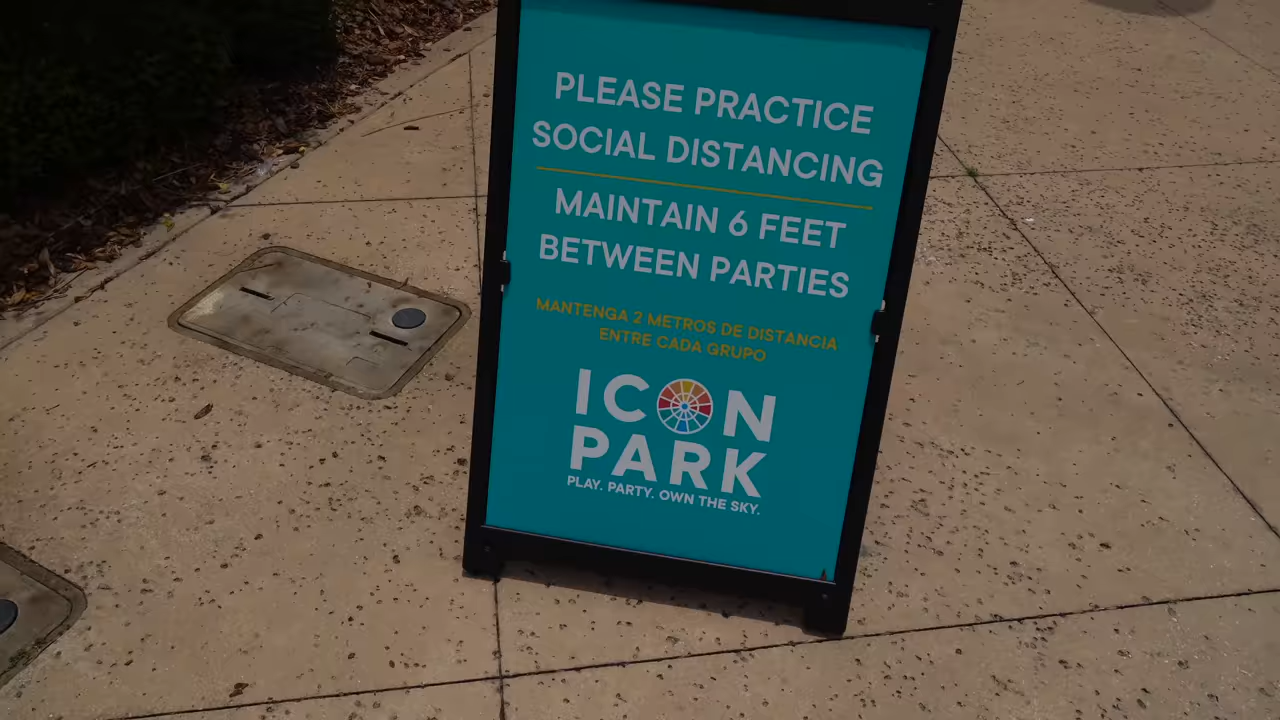 PLEASE PRACTICE
SOCIAL DISTANCING
MAINTAIN 6 FEET
BETWEEN PARTIES
MANTENGA 2 METROS DE DISTANCIA
ENTRE CADA GRUPO
ICON
PARK
PLAY. PARTY. OWN THE SKY.